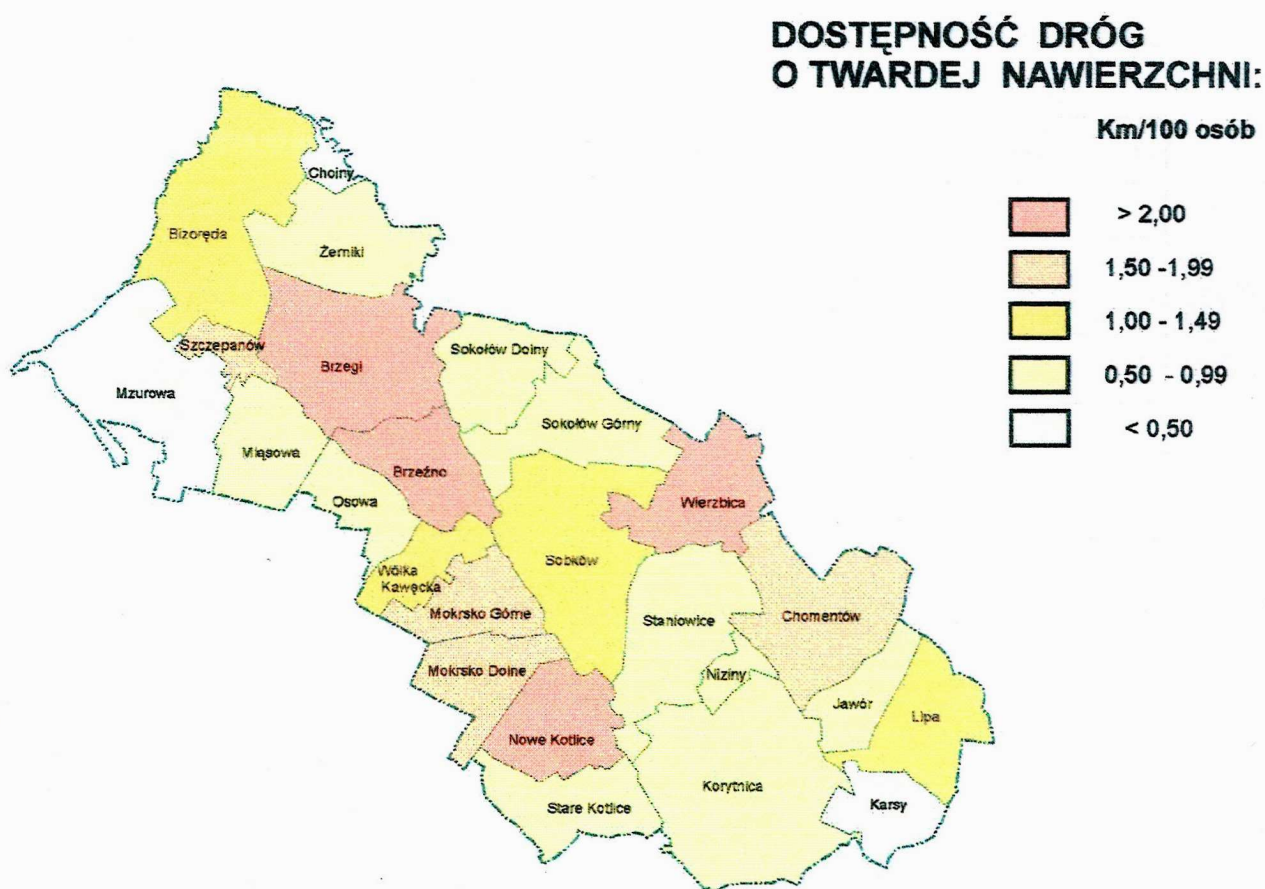 DOSTĘPNOŚĆ DRÓG
O TWARDEJ NAWIERZCHNI:
Km/100 osób
> 2,00
1,50 -1,99
1,00 - 1,49
0,50 - 0,99
< 0,50
Choiny
Bizoręda
Żerniki
Szczepanów
Sokołów Dolny
Brzegi
Mzurowa
Sokołów Górny
Miąsowa
Brzeźno
Osowa
Wierzbica
Sobków
Wólka
Kawęcka
Mokrsko Górne
Staniowice
Chomentów
Mokrsko Dolne
Niziny
Jawór
Lipa
Nowe Kotlice
Korytnica
Stare Kotlice
Karsy